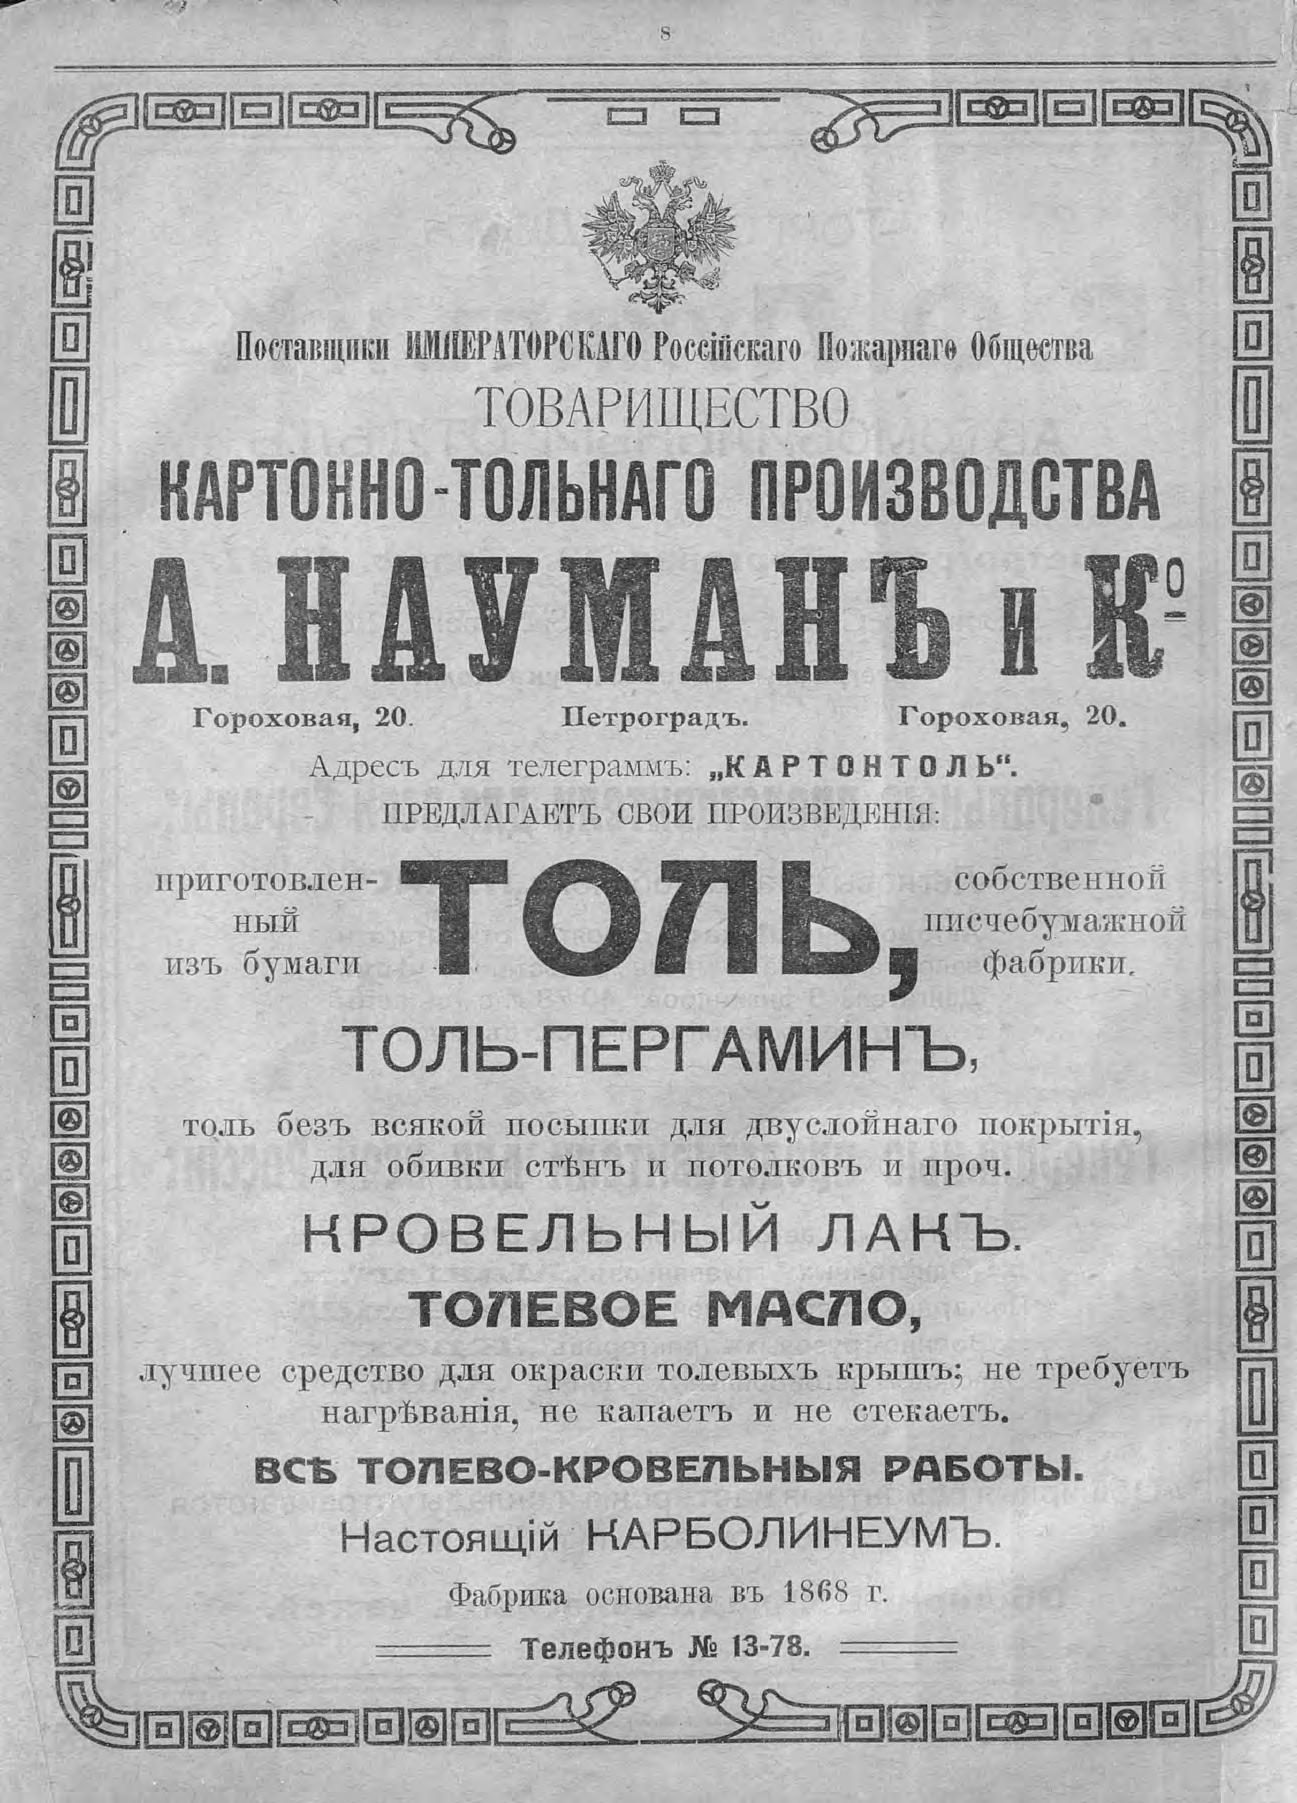 8
Поставщики ИМПЕРАТОРСКАГО Россійскаго Пожарнаго Общества
ТОВАРИЩЕСТВО
КАРТОННО-ТОЛЬНАГО ПРОИЗВОДСТВА
А. НАУМАНЪ и Кº
Гороховая, 20. Петроградъ. Гороховая, 20.
Адресъ для телеграммъ: „КАРТОНТОЛЬ“.
ПРЕДЛАГАЕТЪ СВОИ ПРОИЗВЕДЕНІЯ:
приготовлен-
ный
изъ бумаги
ТОЛЬ,
собственной
писчебумажной
фабрики.
ТОЛЬ-ПЕРГАМИНЪ,
толь безъ всякой посыпки для двуслойнаго покрытія,
для обивки стѣнъ и потолковъ и проч.
КРОВЕЛЬНЫЙ ЛАКЪ.
ТОЛЕВОЕ МАСЛО,
лучшее средство для окраски толевыхъ крышъ; не требуетъ
нагрѣванія, не капаетъ и не стекаетъ.
ВСѢ ТОЛЕВО-КРОВЕЛЬНЫЯ РАБОТЫ.
Настоящій КАРБОЛИНЕУМЪ.
Фабрика основана въ 1868 г.
Телефонъ № 13-78.